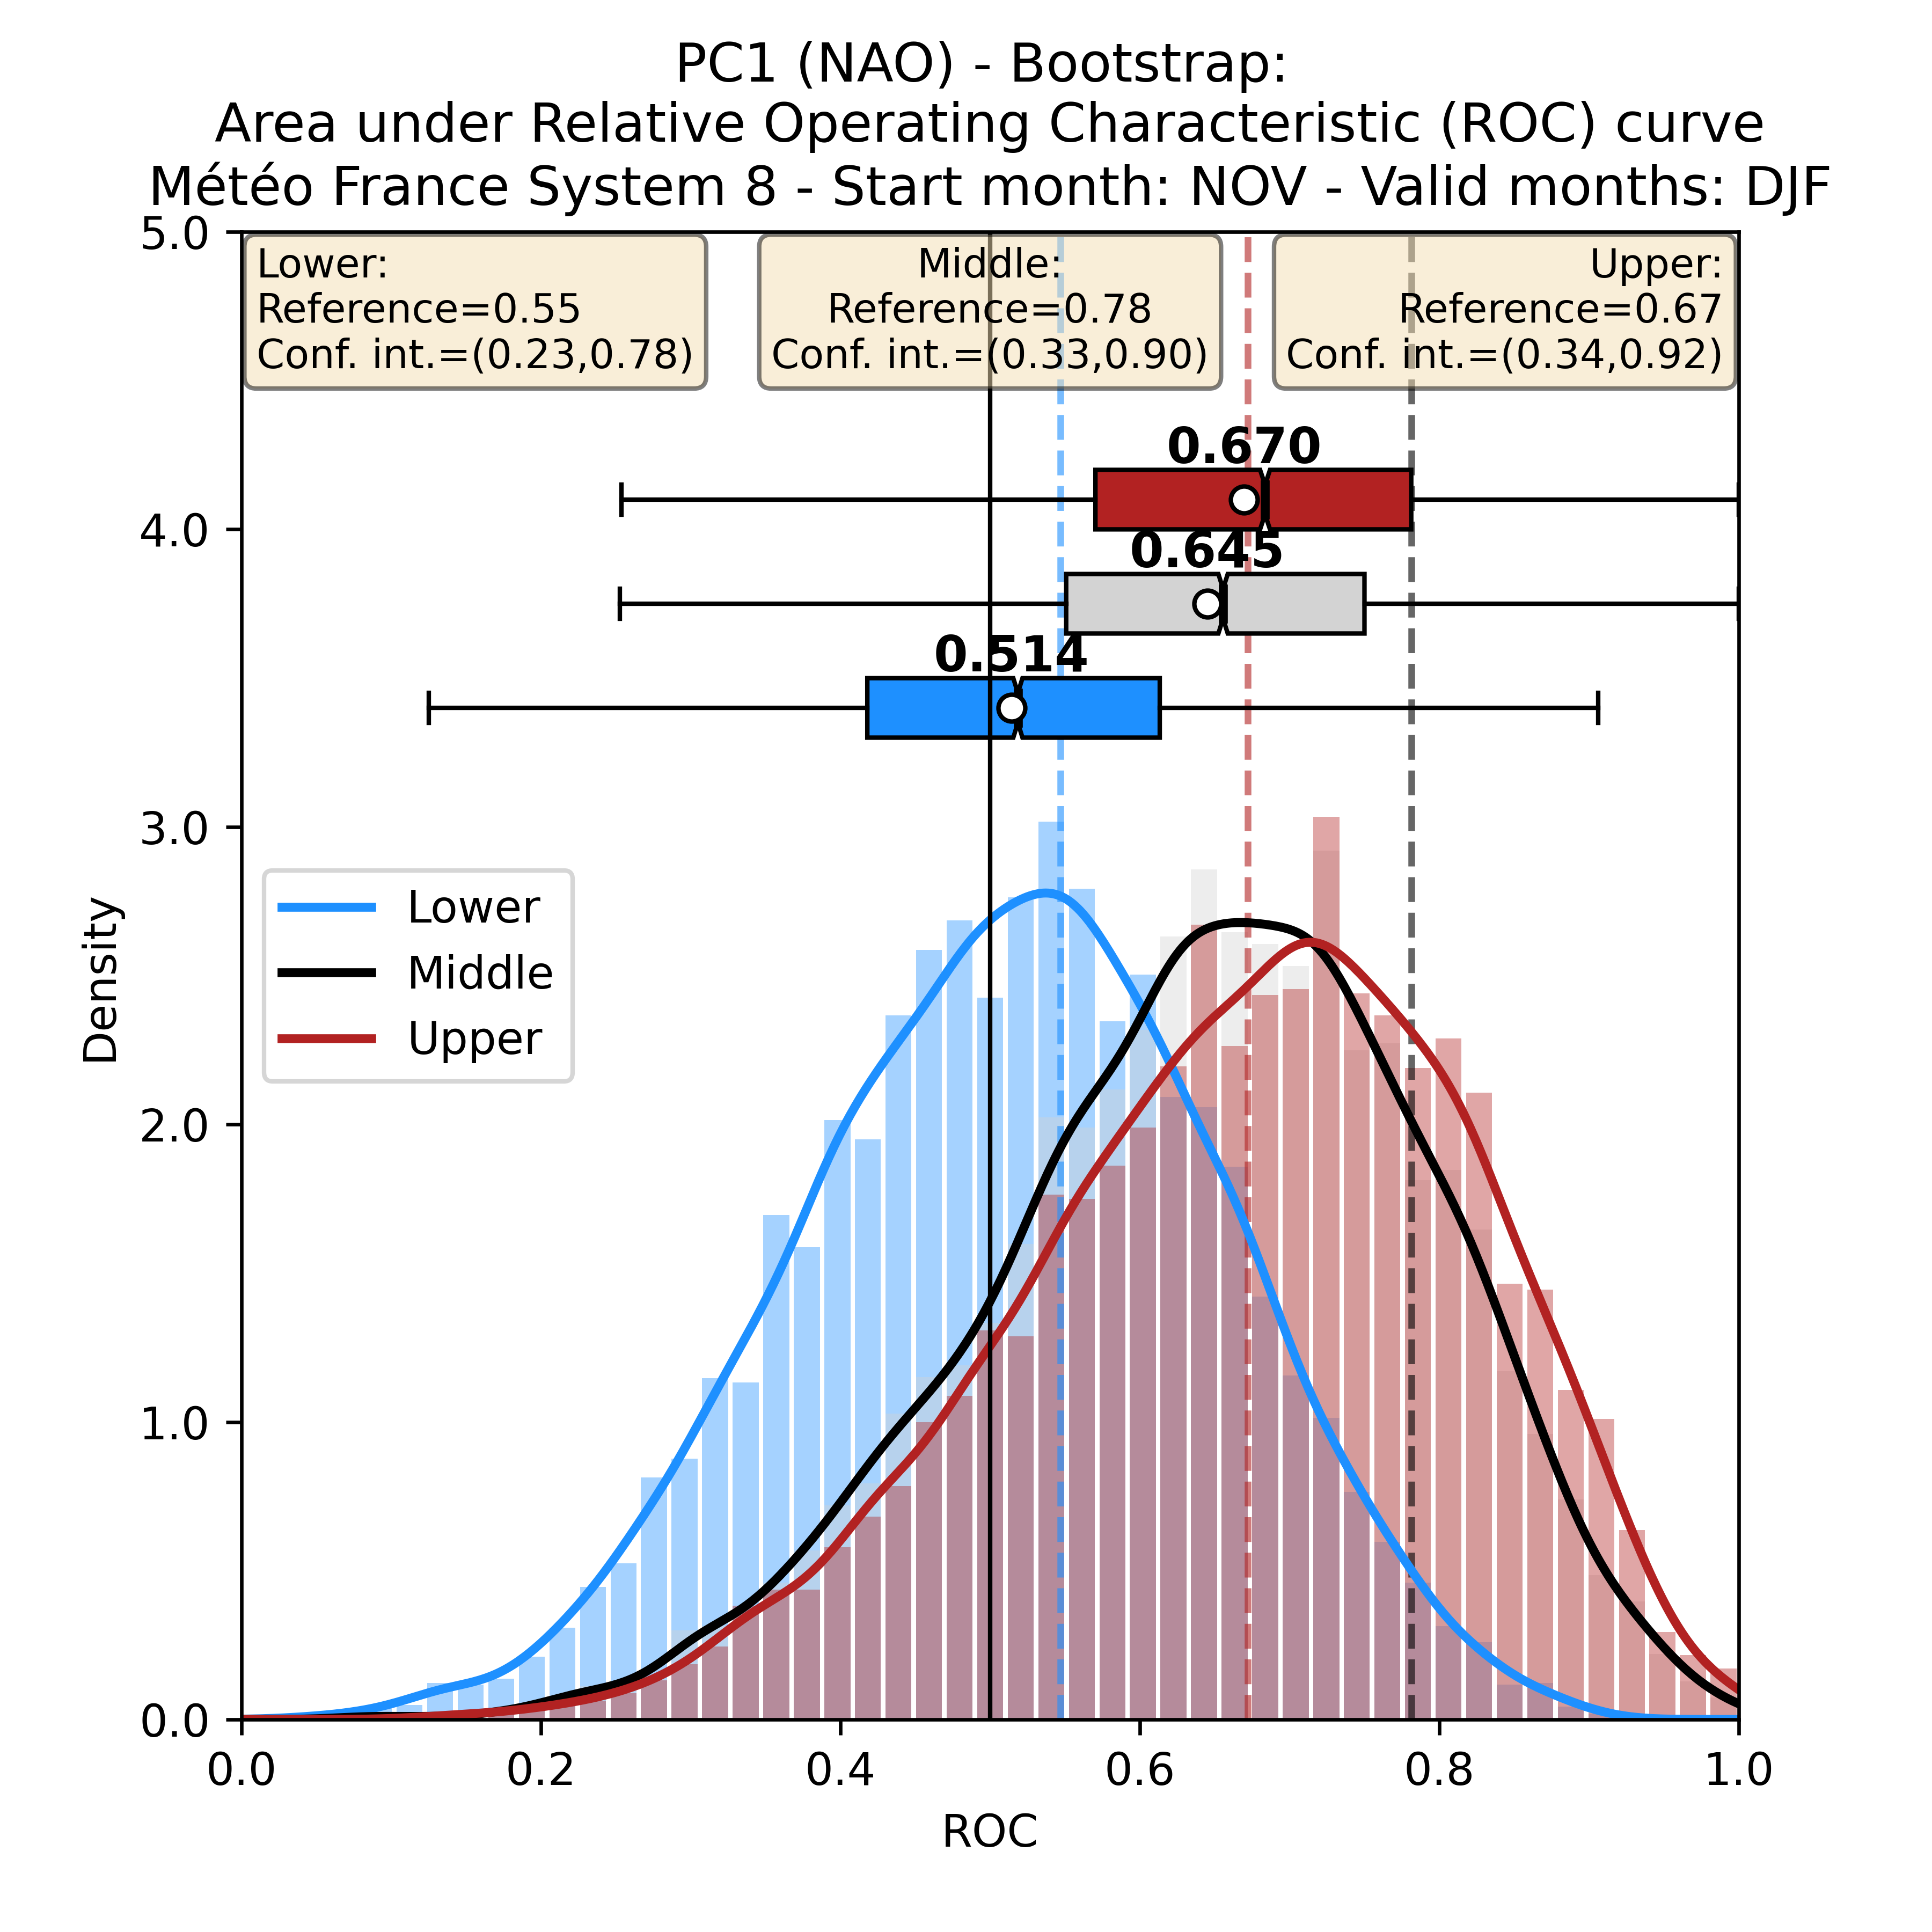 PC1 (NAO) - Bootstrap:
Area under Relative Operating Characteristic (ROC) curve
Météo France System 8 - Start month: NOV - Valid months: DJF
Lower:
Reference=0.55
Conf. int.=(0.23,0.78)
Middle:
Reference=0.78
Conf. int.=(0.33,0.90)
Upper:
Reference=0.67
Conf. int.=(0.34,0.92)
0.670
0.645
0.514
Lower
Middle
Upper
5.0
4.0
3.0
2.0
1.0
0.0
Density
0.0 0.2 0.4 0.6 0.8 1.0
ROC